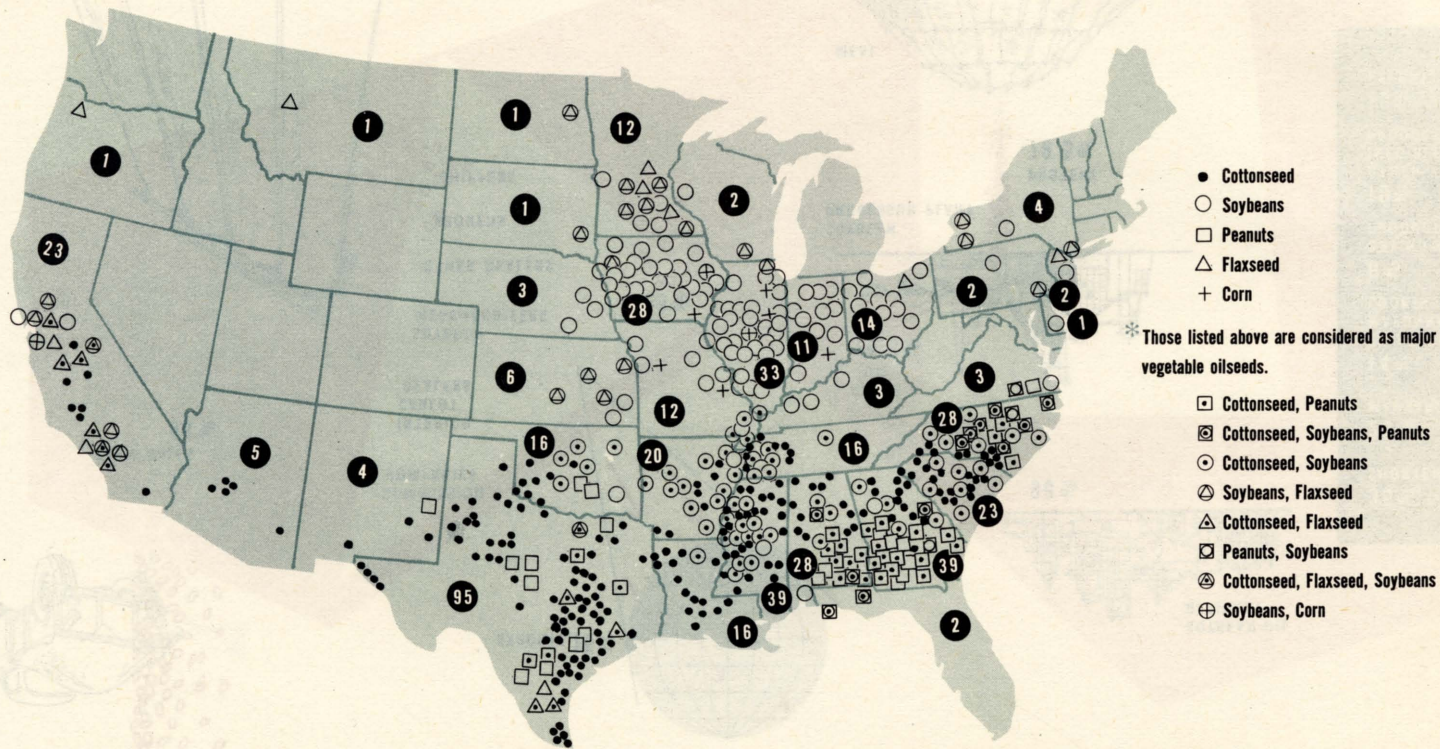 1
1
12
1
1
2
4
23
3
28
2
2
1
14
11
33
6
12
3
3
5
4
16
20
16
28
23
95
28
39
39
16
2
Cottonseed
Soybeans
Peanuts
Flaxseed
Corn
* Those listed above are considered as major
vegetable oilseeds.
Cottonseed, Peanuts
Cottonseed, Soybeans, Peanuts
Cottonseed, Soybeans
Soybeans, Flaxseed
Cottonseed, Flaxseed
Peanuts, Soybeans
Cottonseed, Flaxseed, Soybeans
Soybeans, Corn